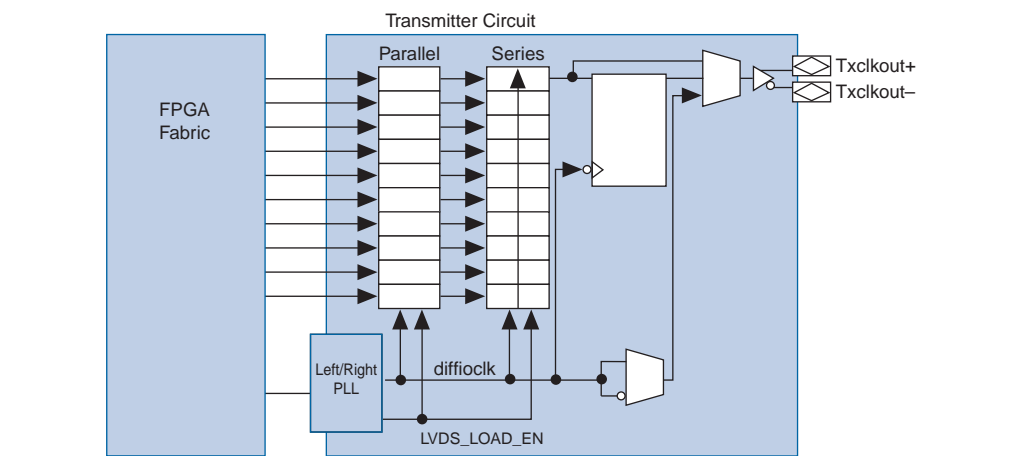 Transmitter Circuit
Parallel
Series
FPGA
Fabric
Txclkout+
Txclkout–
Left/Right
PLL
diffioclk
LVDS_LOAD_EN